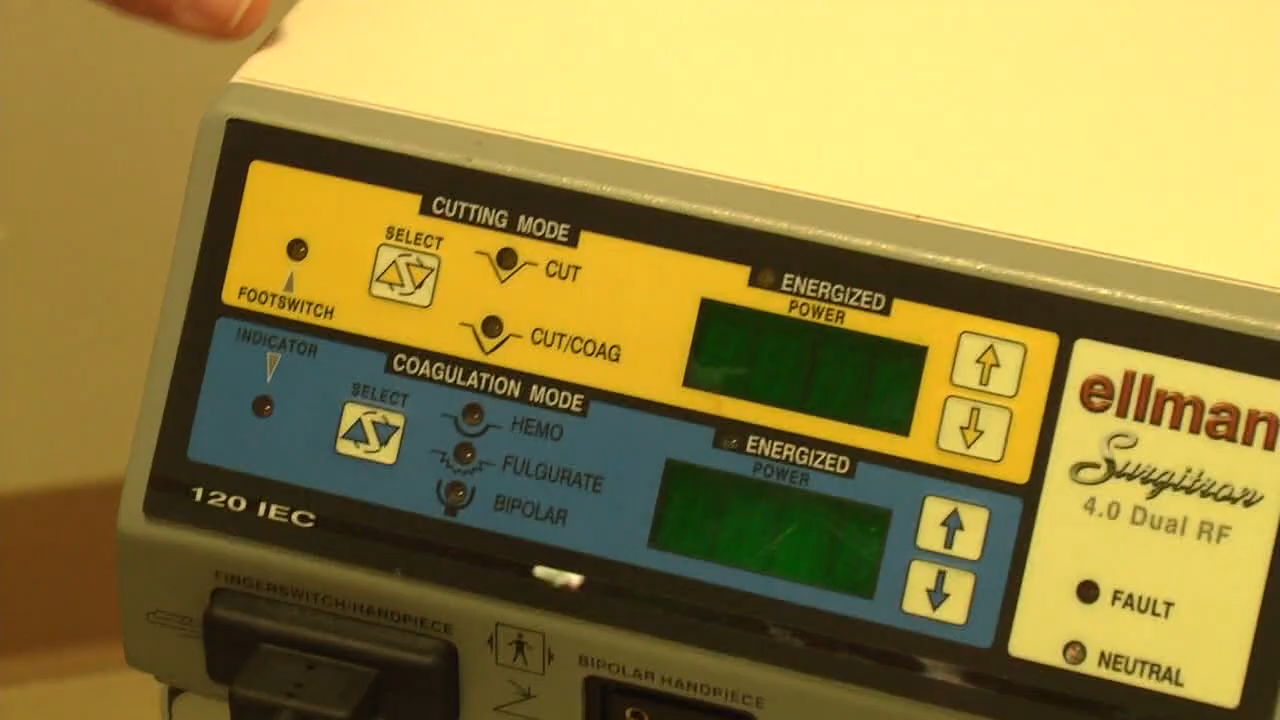 CUTTING MODE
SELECT
CUT
FOOTSWITCH
CUT/COAG
ENERGIZED
POWER
INDICATOR
COAGULATION MODE
SELECT
HEMO
FULGURATE
BIPOLAR
ENERGIZED
POWER
120 IEC
ellman
Surgitron
4.0 Dual RF
FAULT
NEUTRAL
FINGERSWITCH/HANDPIECE
BIPOLAR HANDPIECE